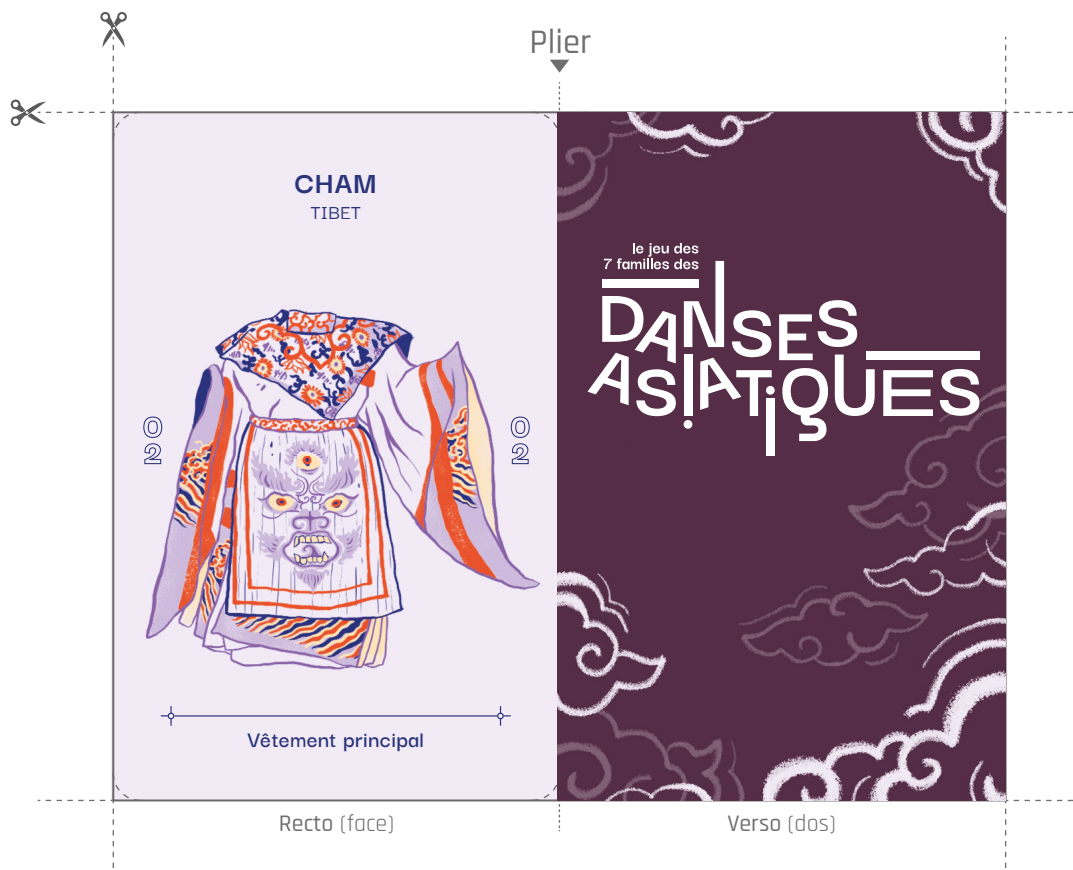 Plier
CHAM
TIBET
02
02
Vêtement principal
Recto (face)
le jeu des
7 familles des
DANSES
ASIATIQUES
Verso (dos)